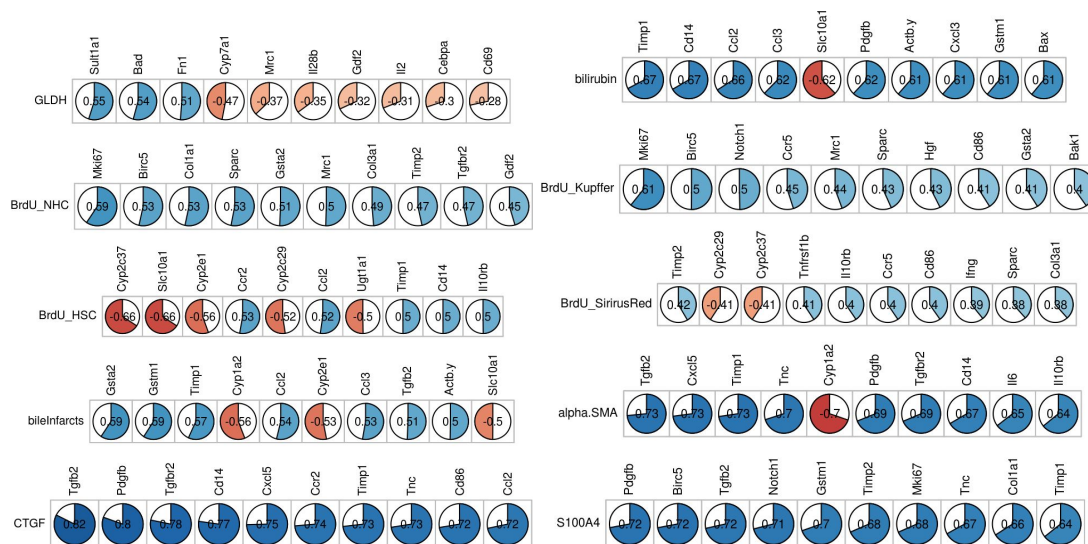 Sult1a1 Bad Fn1 Cyp7a1 Mrc1 Il28b Gdf2 Il2 Cebpa Cd69
GLDH 0.55 0.54 0.51 -0.47 -0.37 -0.35 -0.32 -0.31 -0.3 -0.28
Mki67 Birc5 Col1a1 Sparc Gsta2 Mrc1 Col3a1 Timp2 Tgfbr2 Gdf2
BrdU_NHC 0.59 0.53 0.53 0.53 0.51 0.5 0.49 0.47 0.47 0.45
Cyp2c37 Slc10a1 Cyp2e1 Ccr2 Cyp2c29 Ccl2 Ugt1a1 Timp1 Cd14 Il10rb
BrdU_HSC -0.66 -0.66 -0.56 0.53 -0.52 0.52 -0.5 0.5 0.5 0.5
Gsta2 Gstm1 Timp1 Cyp1a2 Ccl2 Cyp2e1 Ccl3 Tgfb2 Actb.y Slc10a1
bileInfarcts 0.59 0.59 0.57 -0.56 0.54 -0.53 0.53 0.51 0.5 -0.5
Tgfb2 Pdgfb Tgfbr2 Cd14 Cxcl5 Ccr2 Timp1 Tnc Cd86 Ccl2
CTGF 0.82 0.8 0.78 0.77 0.75 0.74 0.73 0.73 0.72 0.72
Timp1 Cd14 Ccl2 Ccl3 Slc10a1 Pdgfb Actb.y Cxcl3 Gstm1 Bax
bilirubin 0.67 0.67 0.66 0.62 -0.62 0.62 0.61 0.61 0.61 0.61
Mki67 Birc5 Notch1 Ccr5 Mrc1 Sparc Hgf Cd86 Gsta2 Bak1
BrdU_Kupffer 0.61 0.5 0.5 0.45 0.44 0.43 0.43 0.41 0.41 0.4
Timp2 Cyp2c29 Cyp2c37 Tnfrsf1b Il10rb Ccr5 Cd86 Ifng Sparc Col3a1
BrdU_SirirusRed 0.42 -0.41 -0.41 0.41 0.4 0.4 0.4 0.39 0.38 0.38
Tgfb2 Cxcl5 Timp1 Tnc Cyp1a2 Pdgfb Tgfbr2 Cd14 Il6 Il10rb
alpha.SMA 0.73 0.73 0.73 0.7 -0.7 0.69 0.69 0.67 0.65 0.64
Pdgfb Birc5 Tgfb2 Notch1 Gstm1 Timp2 Mki67 Tnc Col1a1 Timp1
S100A4 0.72 0.72 0.72 0.71 0.7 0.68 0.68 0.67 0.66 0.64